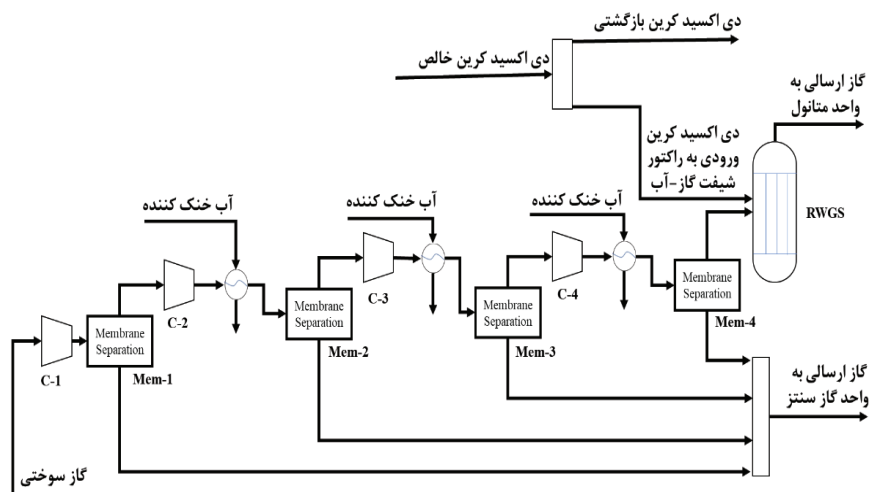 دی اکسید کربن بازگشتی
دی اکسید کربن خالص
گاز ارسالی به
واحد متانول
دی اکسید کربن
ورودی به راکتور
شیفت گاز-آب
RWGS
آب خنک کننده
آب خنک کننده
آب خنک کننده
C-1
Membrane
Separation
Mem-1
C-2
Membrane
Separation
Mem-2
C-3
Membrane
Separation
Mem-3
C-4
Membrane
Separation
Mem-4
گاز ارسالی به
واحد گاز سنتز
گاز سوختی